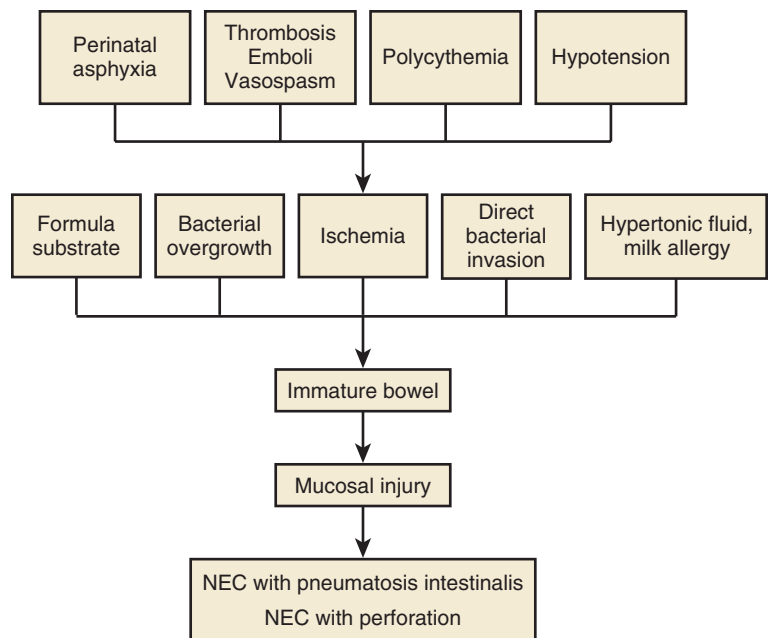 Perinatal
asphyxia
Thrombosis
Emboli
Vasospasm
Polycythemia
Hypotension
Formula
substrate
Bacterial
overgrowth
Ischemia
Direct
bacterial
invasion
Hypertonic fluid,
milk allergy
Immature bowel
Mucosal injury
NEC with pneumatosis intestinalis
NEC with perforation